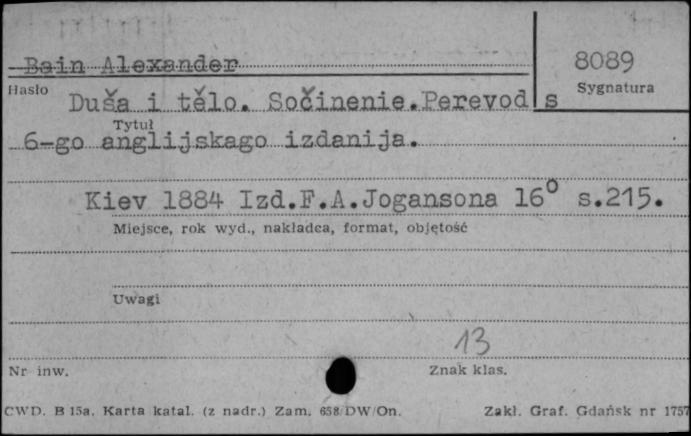 Bain Alexander
8089
Hasło
Sygnatura
Duša i tělo. Sočinenie. Perevod s
Tytuł
6-go anglijskago izdanija.
Kiev 1884 Izd.F.A.Jogansona 16° s.215.
Miejsce, rok wyd., nakładca, format, objętość
Uwagi
13
Nr inw.
Znak klas.
CWD. B 15a. Karta katal. (z nadr.) Zam. 658/DW/On.
Zakł. Graf. Gdańsk nr 1757